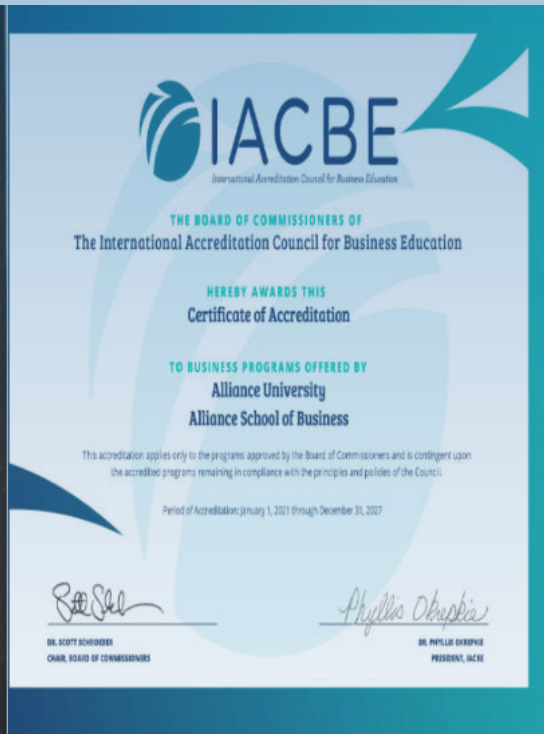 IACBE
International Accreditation Council for Business Education
THE BOARD OF COMMISSIONERS OF
The International Accreditation Council for Business Education
HEREBY AWARDS THIS
Certificate of Accreditation
TO BUSINESS PROGRAMS OFFERED BY
Alliance University
Alliance School of Business
This accreditation applies only to the programs approved by the Board of Commissioners and is contingent upon
the accredited programs remaining in compliance with the principles and policies of the Council.
Period of Accreditation: January 1, 2021 through December 31, 2027
Phyllis Okrepkie
DR. SCOTT SCHROEDER
CHAIR, BOARD OF COMMISSIONERS
DR. PHYLLIS OKREPKIE
PRESIDENT, IACBE